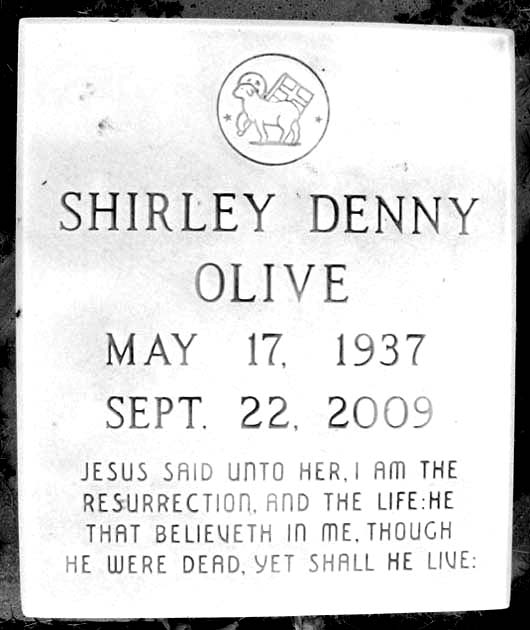 SHIRLEY DENNY
OLIVE
MAY 17, 1937
SEPT. 22, 2009
JESUS SAID UNTO HER, I AM THE
RESURRECTION, AND THE LIFE: HE
THAT BELIEVETH IN ME, THOUGH
HE WERE DEAD, YET SHALL HE LIVE: